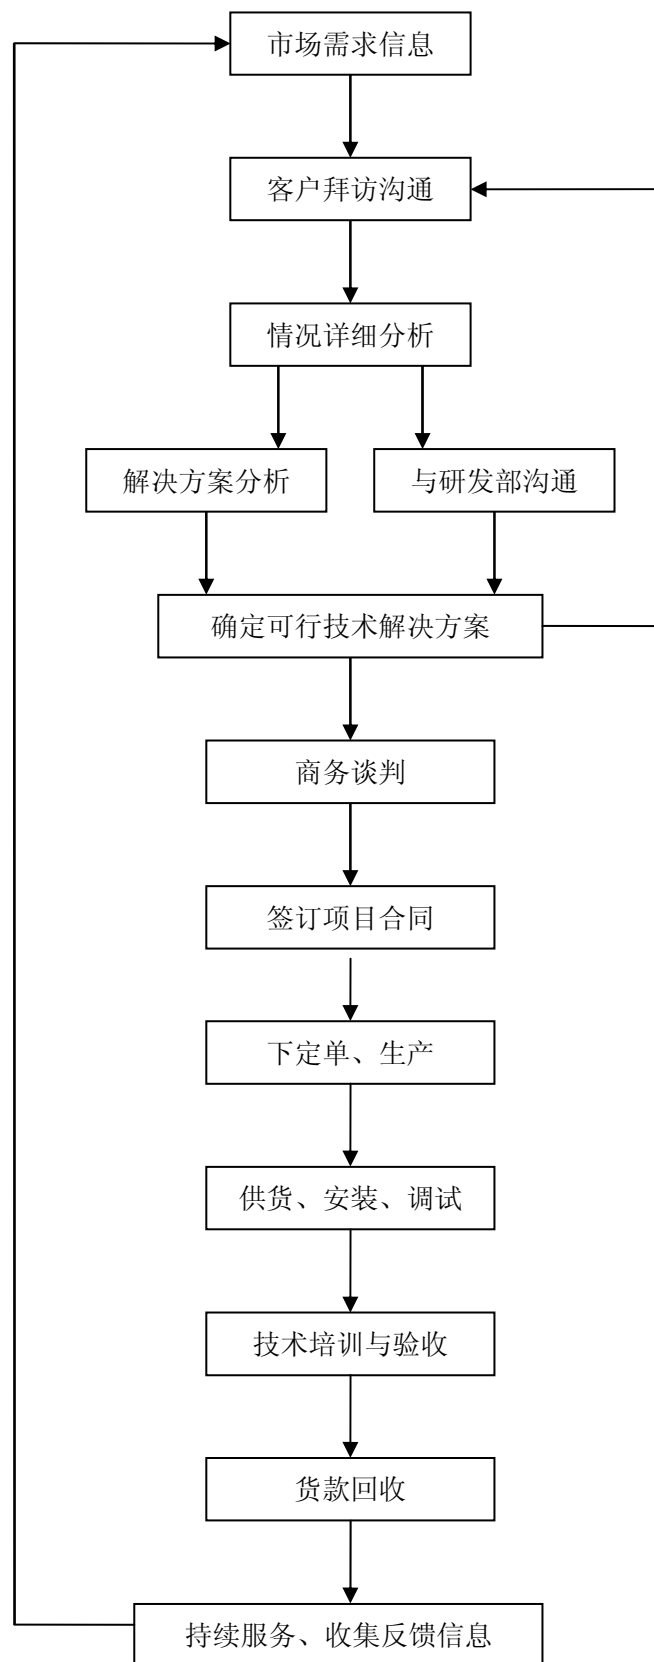 市场需求信息
客户拜访沟通
情况详细分析
解决方案分析
与研发部沟通
确定可行技术解决方案
商务谈判
签订项目合同
下定单、生产
供货、安装、调试
技术培训与验收
货款回收
持续服务、收集反馈信息